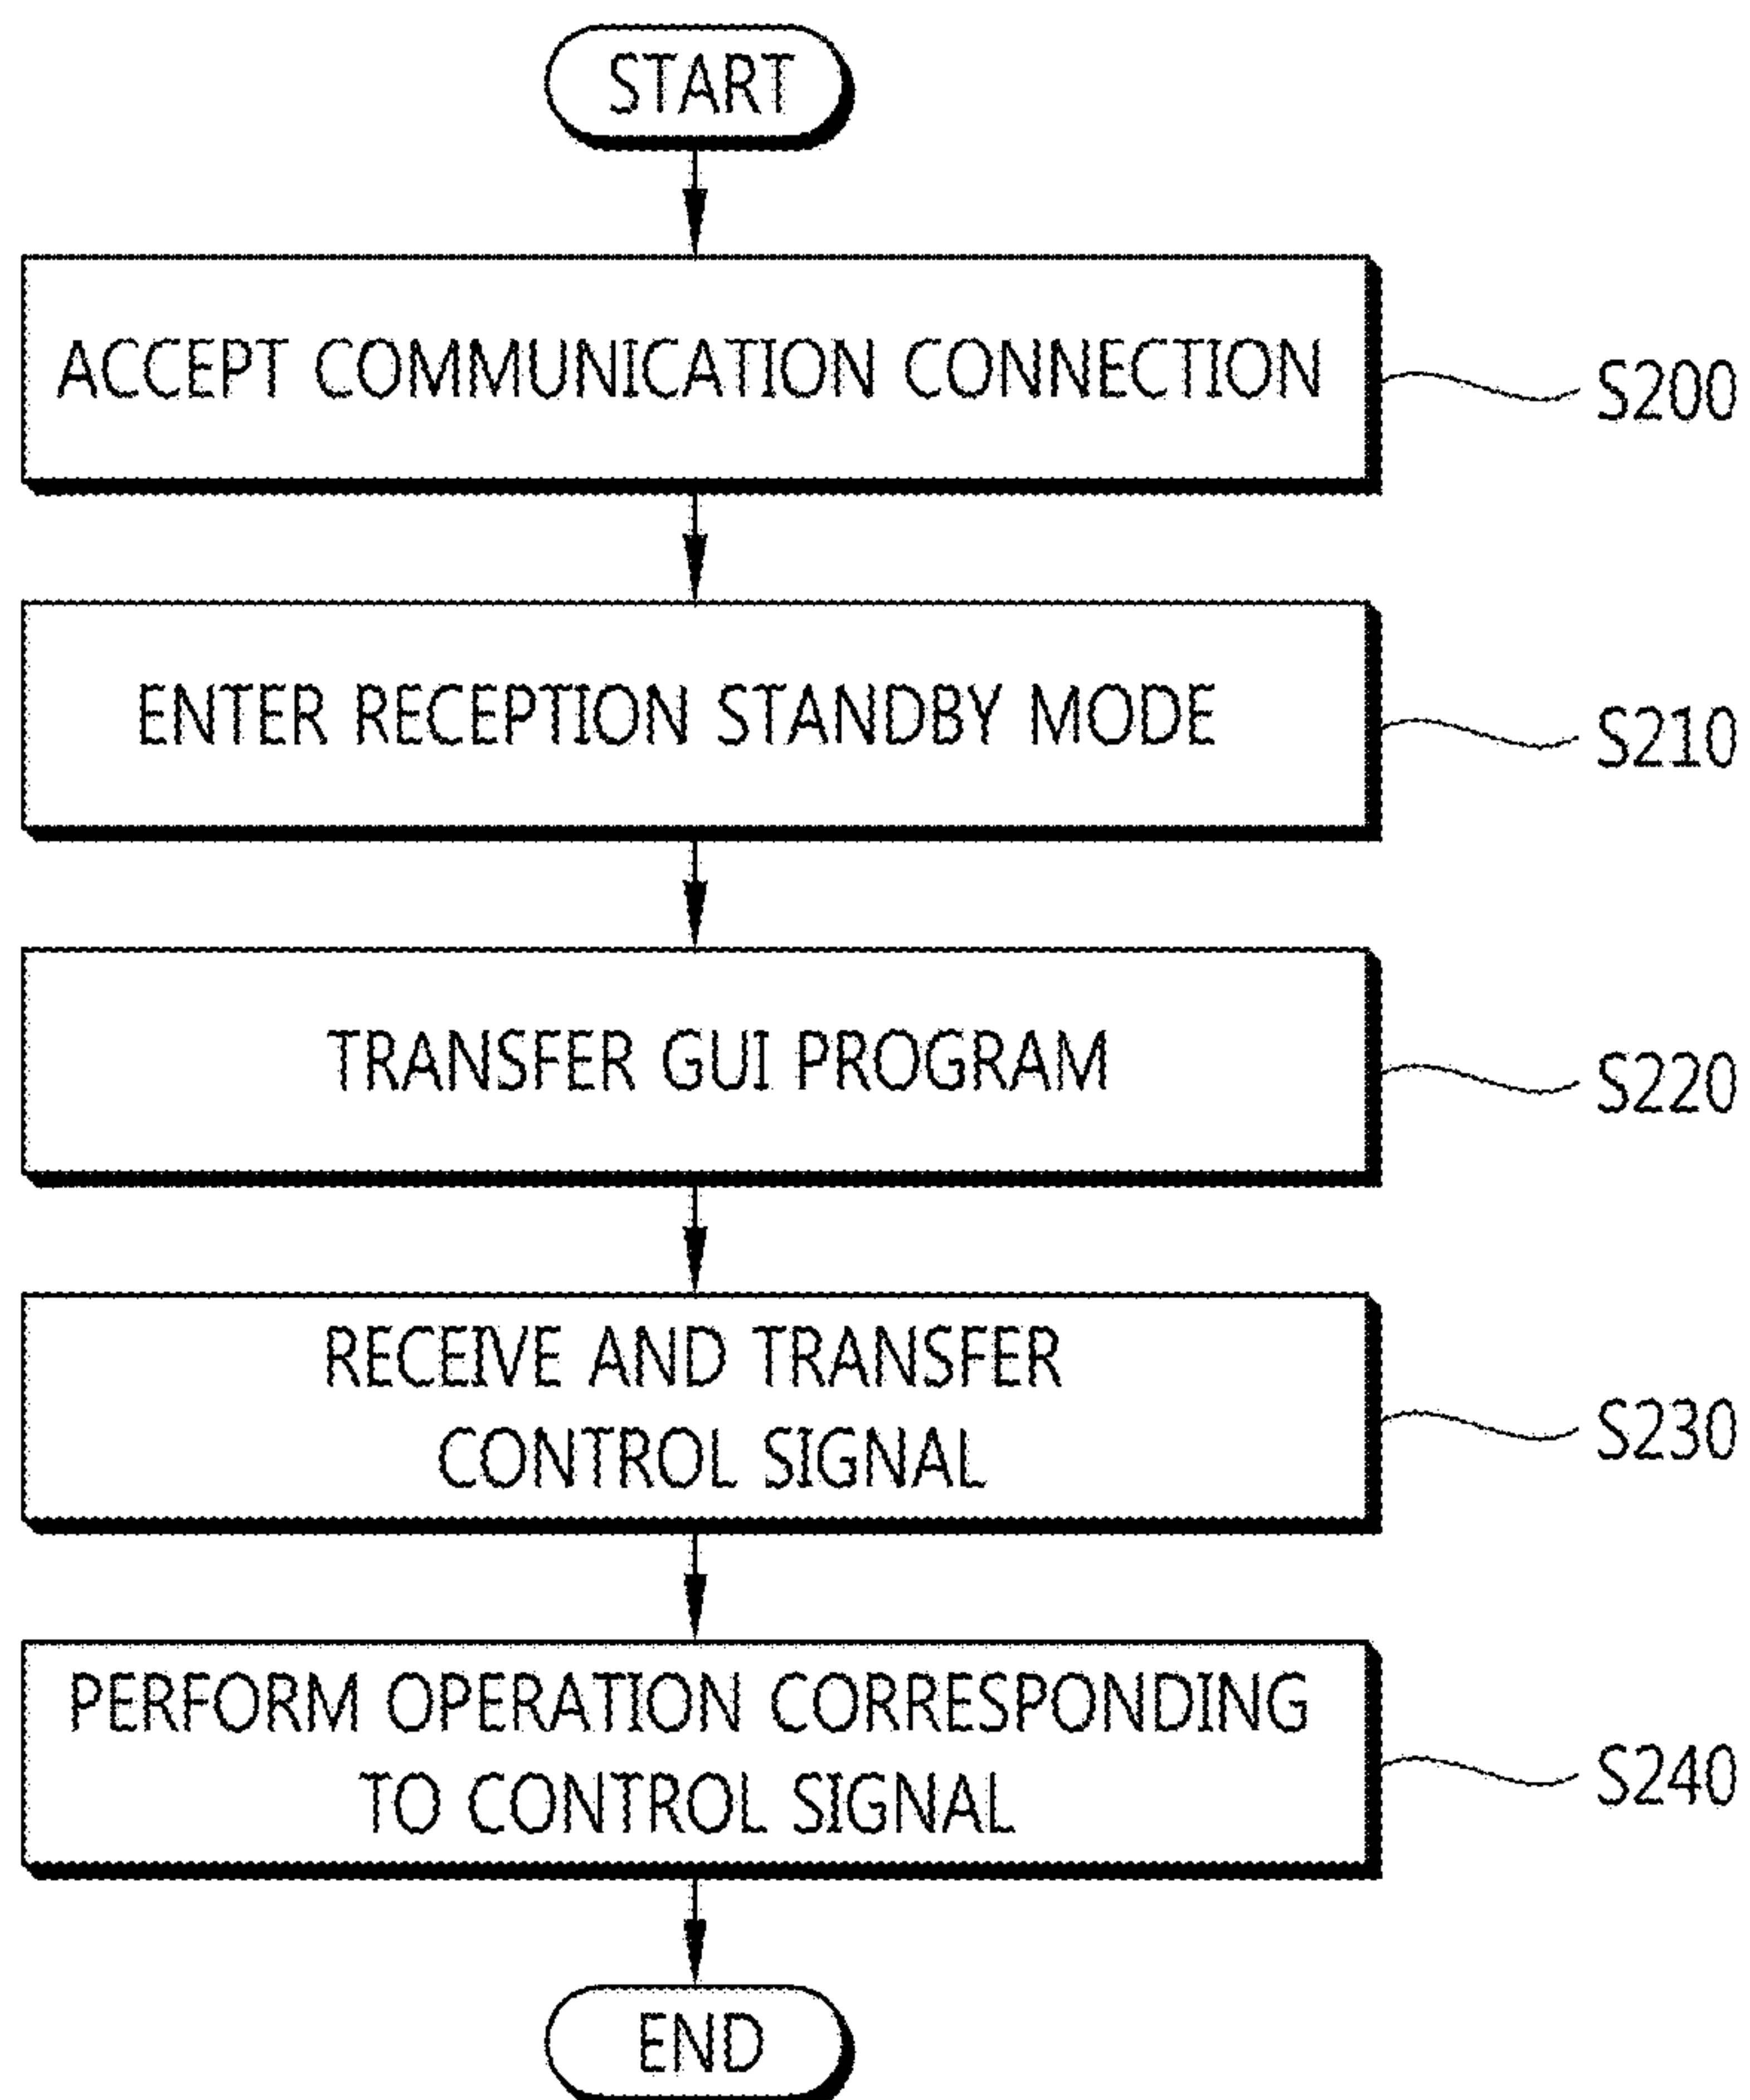 START
ACCEPT COMMUNICATION CONNECTION
S200
ENTER RECEPTION STANDBY MODE
S210
TRANSFER GUI PROGRAM
S220
RECEIVE AND TRANSFER
CONTROL SIGNAL
S230
PERFORM OPERATION CORRESPONDING
TO CONTROL SIGNAL
S240
END